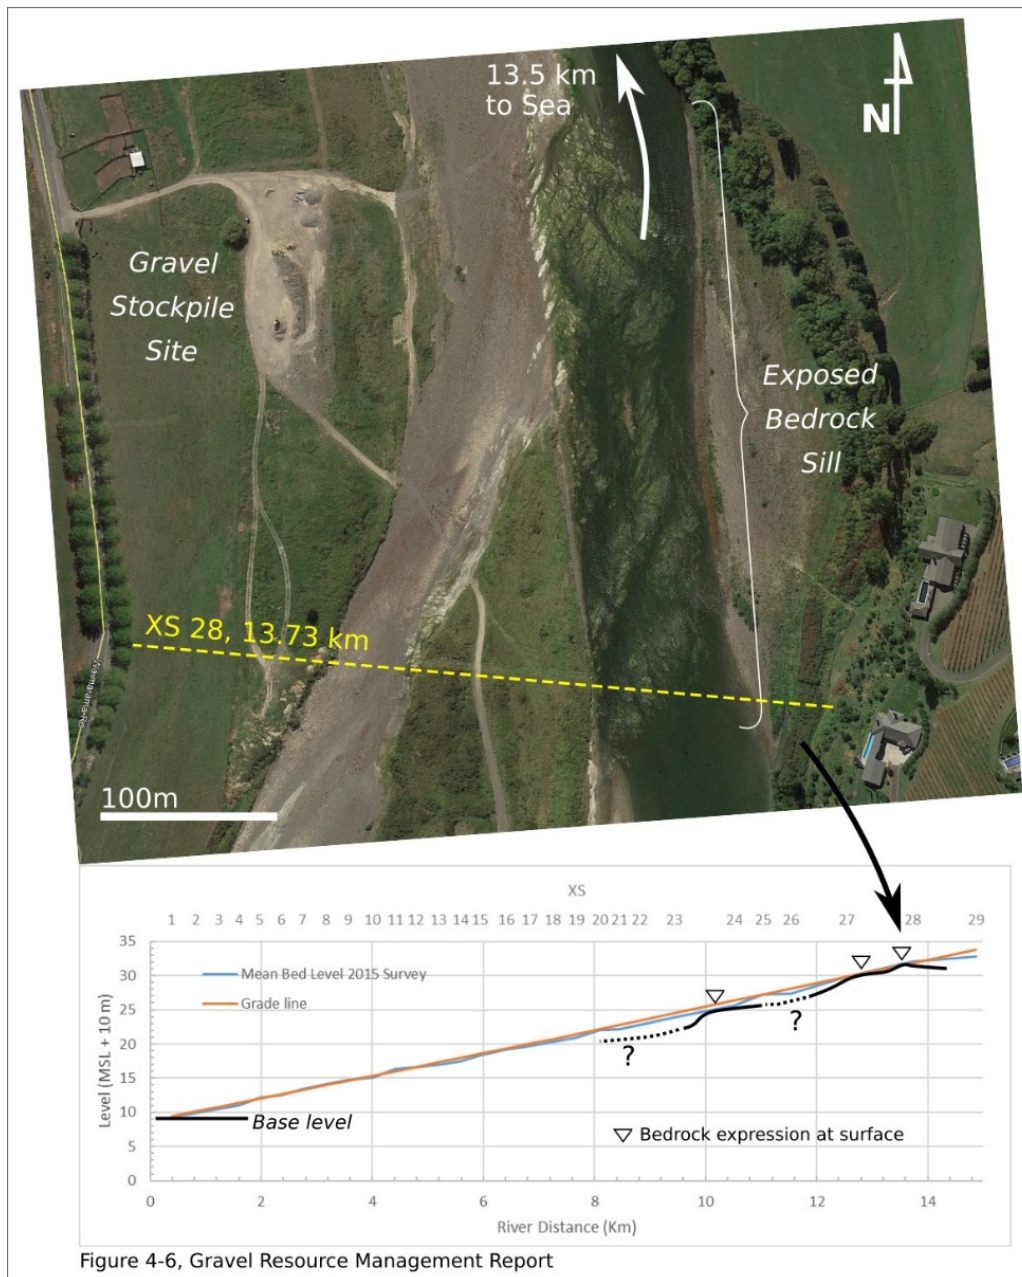 13.5 km
to Sea
N
Gravel
Stockpile
Site
Exposed
Bedrock
Sill
XS 28, 13.73 km
Waimarama Rd
100m
XS
1 2 3 4 5 6 7 8 9 10 11 12 13 14 15 16 17 18 19 20 21 22 23 24 25 26 27 28 29
35
30
25
20
15
10
5
0
Level (MSL + 10 m)
Mean Bed Level 2015 Survey
Grade line
?
?
Base level
▽ Bedrock expression at surface
0 2 4 6 8 10 12 14
River Distance (Km)
Figure 4-6, Gravel Resource Management Report